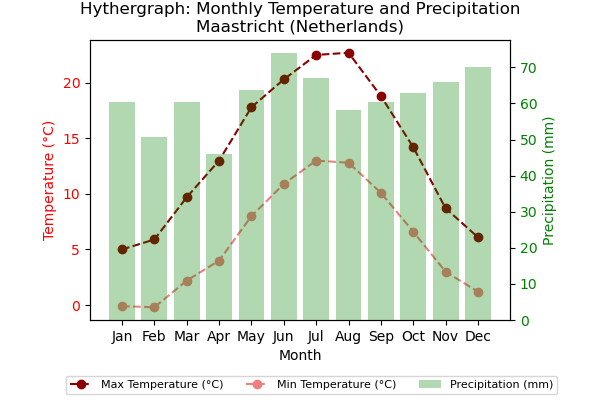 Hythergraph: Monthly Temperature and Precipitation
Maastricht (Netherlands)
Temperature (°C)
20
15
10
5
0
70
60
50
40
30
20
10
0
Precipitation (mm)
Jan Feb Mar Apr May Jun Jul Aug Sep Oct Nov Dec
Month
Max Temperature (°C) Min Temperature (°C) Precipitation (mm)